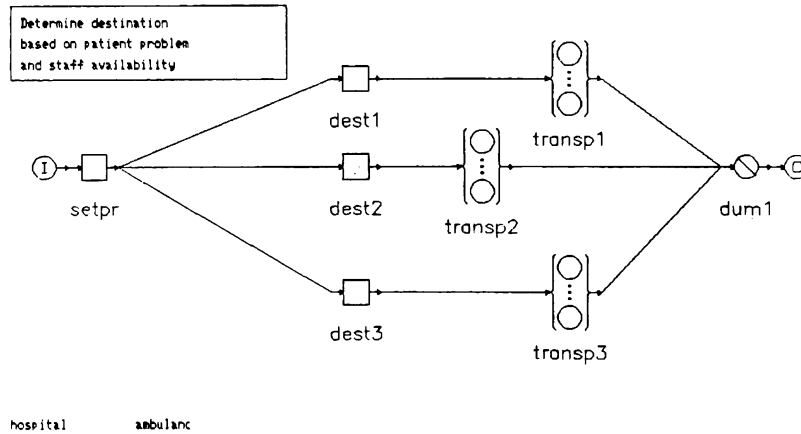 Determine destination
based on patient problem
and staff availability
dest1
transp1
I
setpr
dest2
transp2
dum1
dest3
transp3
hospital ambulanc